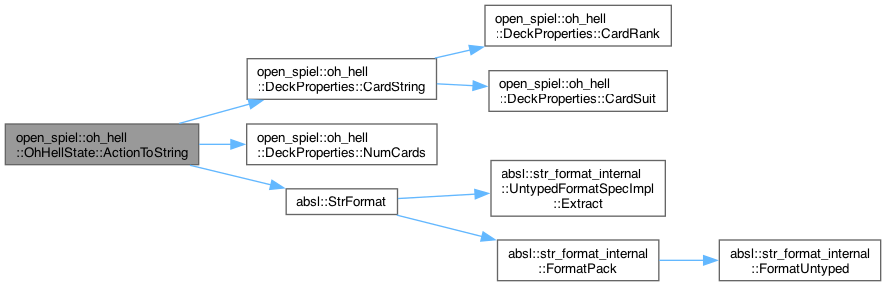 open_spiel::oh_hell
::OhHellState::ActionToString
open_spiel::oh_hell
::DeckProperties::CardString
open_spiel::oh_hell
::DeckProperties::CardRank
open_spiel::oh_hell
::DeckProperties::CardSuit
open_spiel::oh_hell
::DeckProperties::NumCards
absl::StrFormat
absl::str_format_internal
::UntypedFormatSpecImpl
::Extract
absl::str_format_internal
::FormatPack
absl::str_format_internal
::FormatUntyped